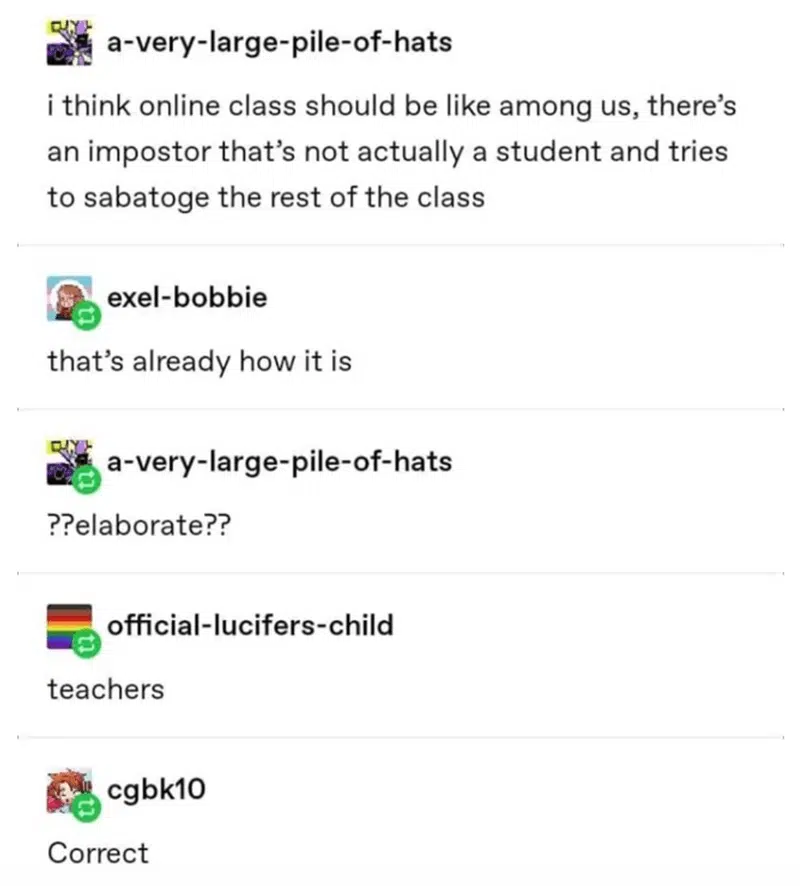 a-very-large-pile-of-hats
i think online class should be like among us, there's
an impostor that's not actually a student and tries
to sabatoge the rest of the class
exel-bobbie
that's already how it is
a-very-large-pile-of-hats
??elaborate??
official-lucifers-child
teachers
cgbk10
Correct